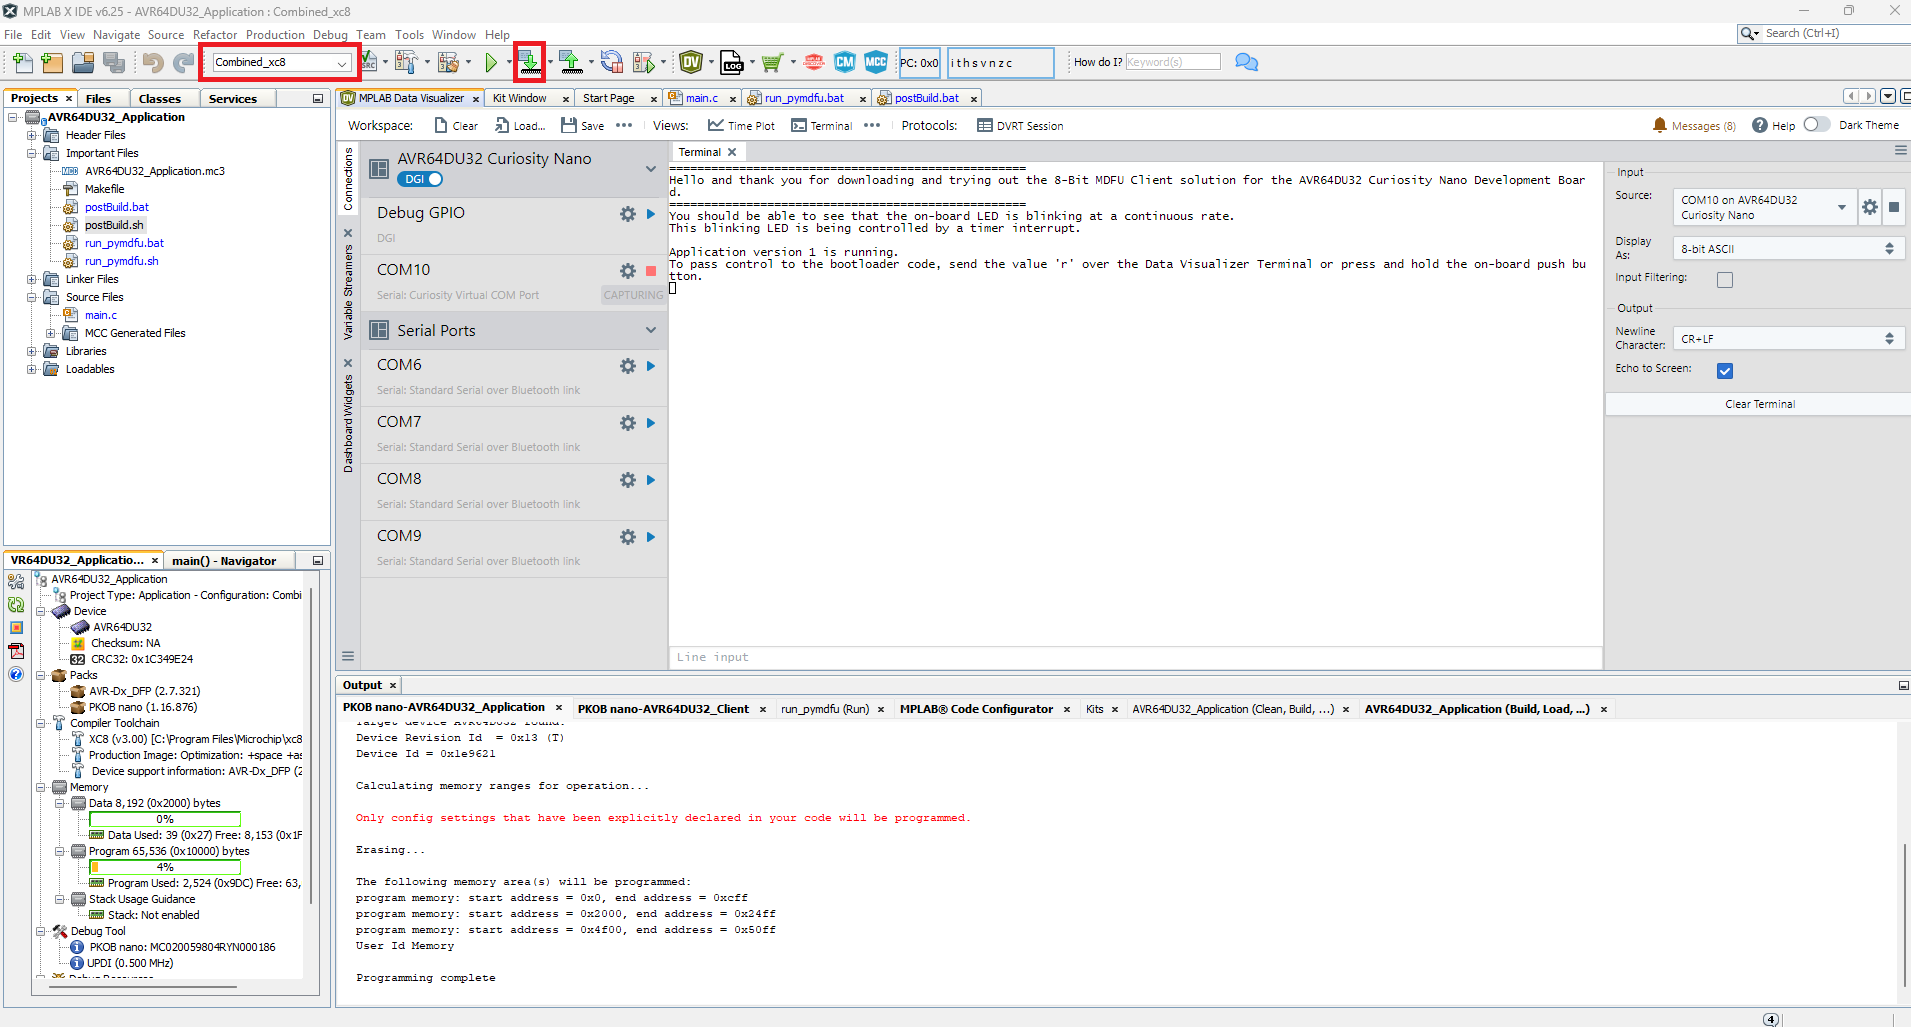 MPLAB X IDE v6.25 - AVR64DU32_Application : Combined_xc8
File Edit View Navigate Source Refactor Production Debug Team Tools Window Help
Search (Ctrl+I)
Combined_xc8
PC: 0x0
i t h s v n z c
How do I?
Keyword(s)
Projects
Files
Classes
Services
AVR64DU32_Application
Header Files
Important Files
AVR64DU32_Application.mc3
Makefile
postBuild.bat
postBuild.sh
run_pymdfu.bat
run_pymdfu.sh
Linker Files
Source Files
main.c
MCC Generated Files
Libraries
Loadables
MPLAB Data Visualizer
Kit Window
Start Page
main.c
run_pymdfu.bat
postBuild.bat
Workspace:
Clear
Load...
Save
Views:
Time Plot
Terminal
Protocols:
DVRT Session
Messages (8)
Help
Dark Theme
Connections
Variable Streamers
Dashboard Widgets
AVR64DU32 Curiosity Nano
DGI
Debug GPIO
DGI
COM10
Serial: Curiosity Virtual COM Port
CAPTURING
Serial Ports
COM6
Serial: Standard Serial over Bluetooth link
COM7
Serial: Standard Serial over Bluetooth link
COM8
Serial: Standard Serial over Bluetooth link
COM9
Serial: Standard Serial over Bluetooth link
Terminal
===================================================
Hello and thank you for downloading and trying out the 8-Bit MDFU Client solution for the AVR64DU32 Curiosity Nano Development Boar
d.
===================================================
You should be able to see that the on-board LED is blinking at a continuous rate.
This blinking LED is being controlled by a timer interrupt.
Application version 1 is running.
To pass control to the bootloader code, send the value 'r' over the Data Visualizer Terminal or press and hold the on-board push bu
tton.
Line input
Input
Source:
COM10 on AVR64DU32
Curiosity Nano
Display
As:
8-bit ASCII
Input Filtering:
Output
Newline
Character:
CR+LF
Echo to Screen:
Clear Terminal
VR64DU32_Applicatio...
main() - Navigator
AVR64DU32_Application
Project Type: Application - Configuration: Combi
Device
AVR64DU32
Checksum: NA
CRC32: 0x1C349E24
Packs
AVR-Dx_DFP (2.7.321)
PKOB nano (1.16.876)
Compiler Toolchain
XC8 (v3.00) [C:\Program Files\Microchip\xc8
Production Image: Optimization: +space +as
Device support information: AVR-Dx_DFP (2
Memory
Data 8,192 (0x2000) bytes
0%
Data Used: 39 (0x27) Free: 8,153 (0x1F
Program 65,536 (0x10000) bytes
4%
Program Used: 2,524 (0x9DC) Free: 63,
Stack Usage Guidance
Stack: Not enabled
Debug Tool
PKOB nano: MC020059804RYN000186
UPDI (0.500 MHz)
Debug Resources
Output
PKOB nano-AVR64DU32_Application
PKOB nano-AVR64DU32_Client
run_pymdfu (Run)
MPLAB® Code Configurator
Kits
AVR64DU32_Application (Clean, Build, ...)
AVR64DU32_Application (Build, Load, ...)
Target device AVR64DU32 found.
Device Revision Id  = 0x13 (T)
Device Id = 0x1e9621
Calculating memory ranges for operation...
Only config settings that have been explicitly declared in your code will be programmed.
Erasing...
The following memory area(s) will be programmed:
program memory: start address = 0x0, end address = 0xcff
program memory: start address = 0x2000, end address = 0x24ff
program memory: start address = 0x4f00, end address = 0x50ff
User Id Memory
Programming complete
4